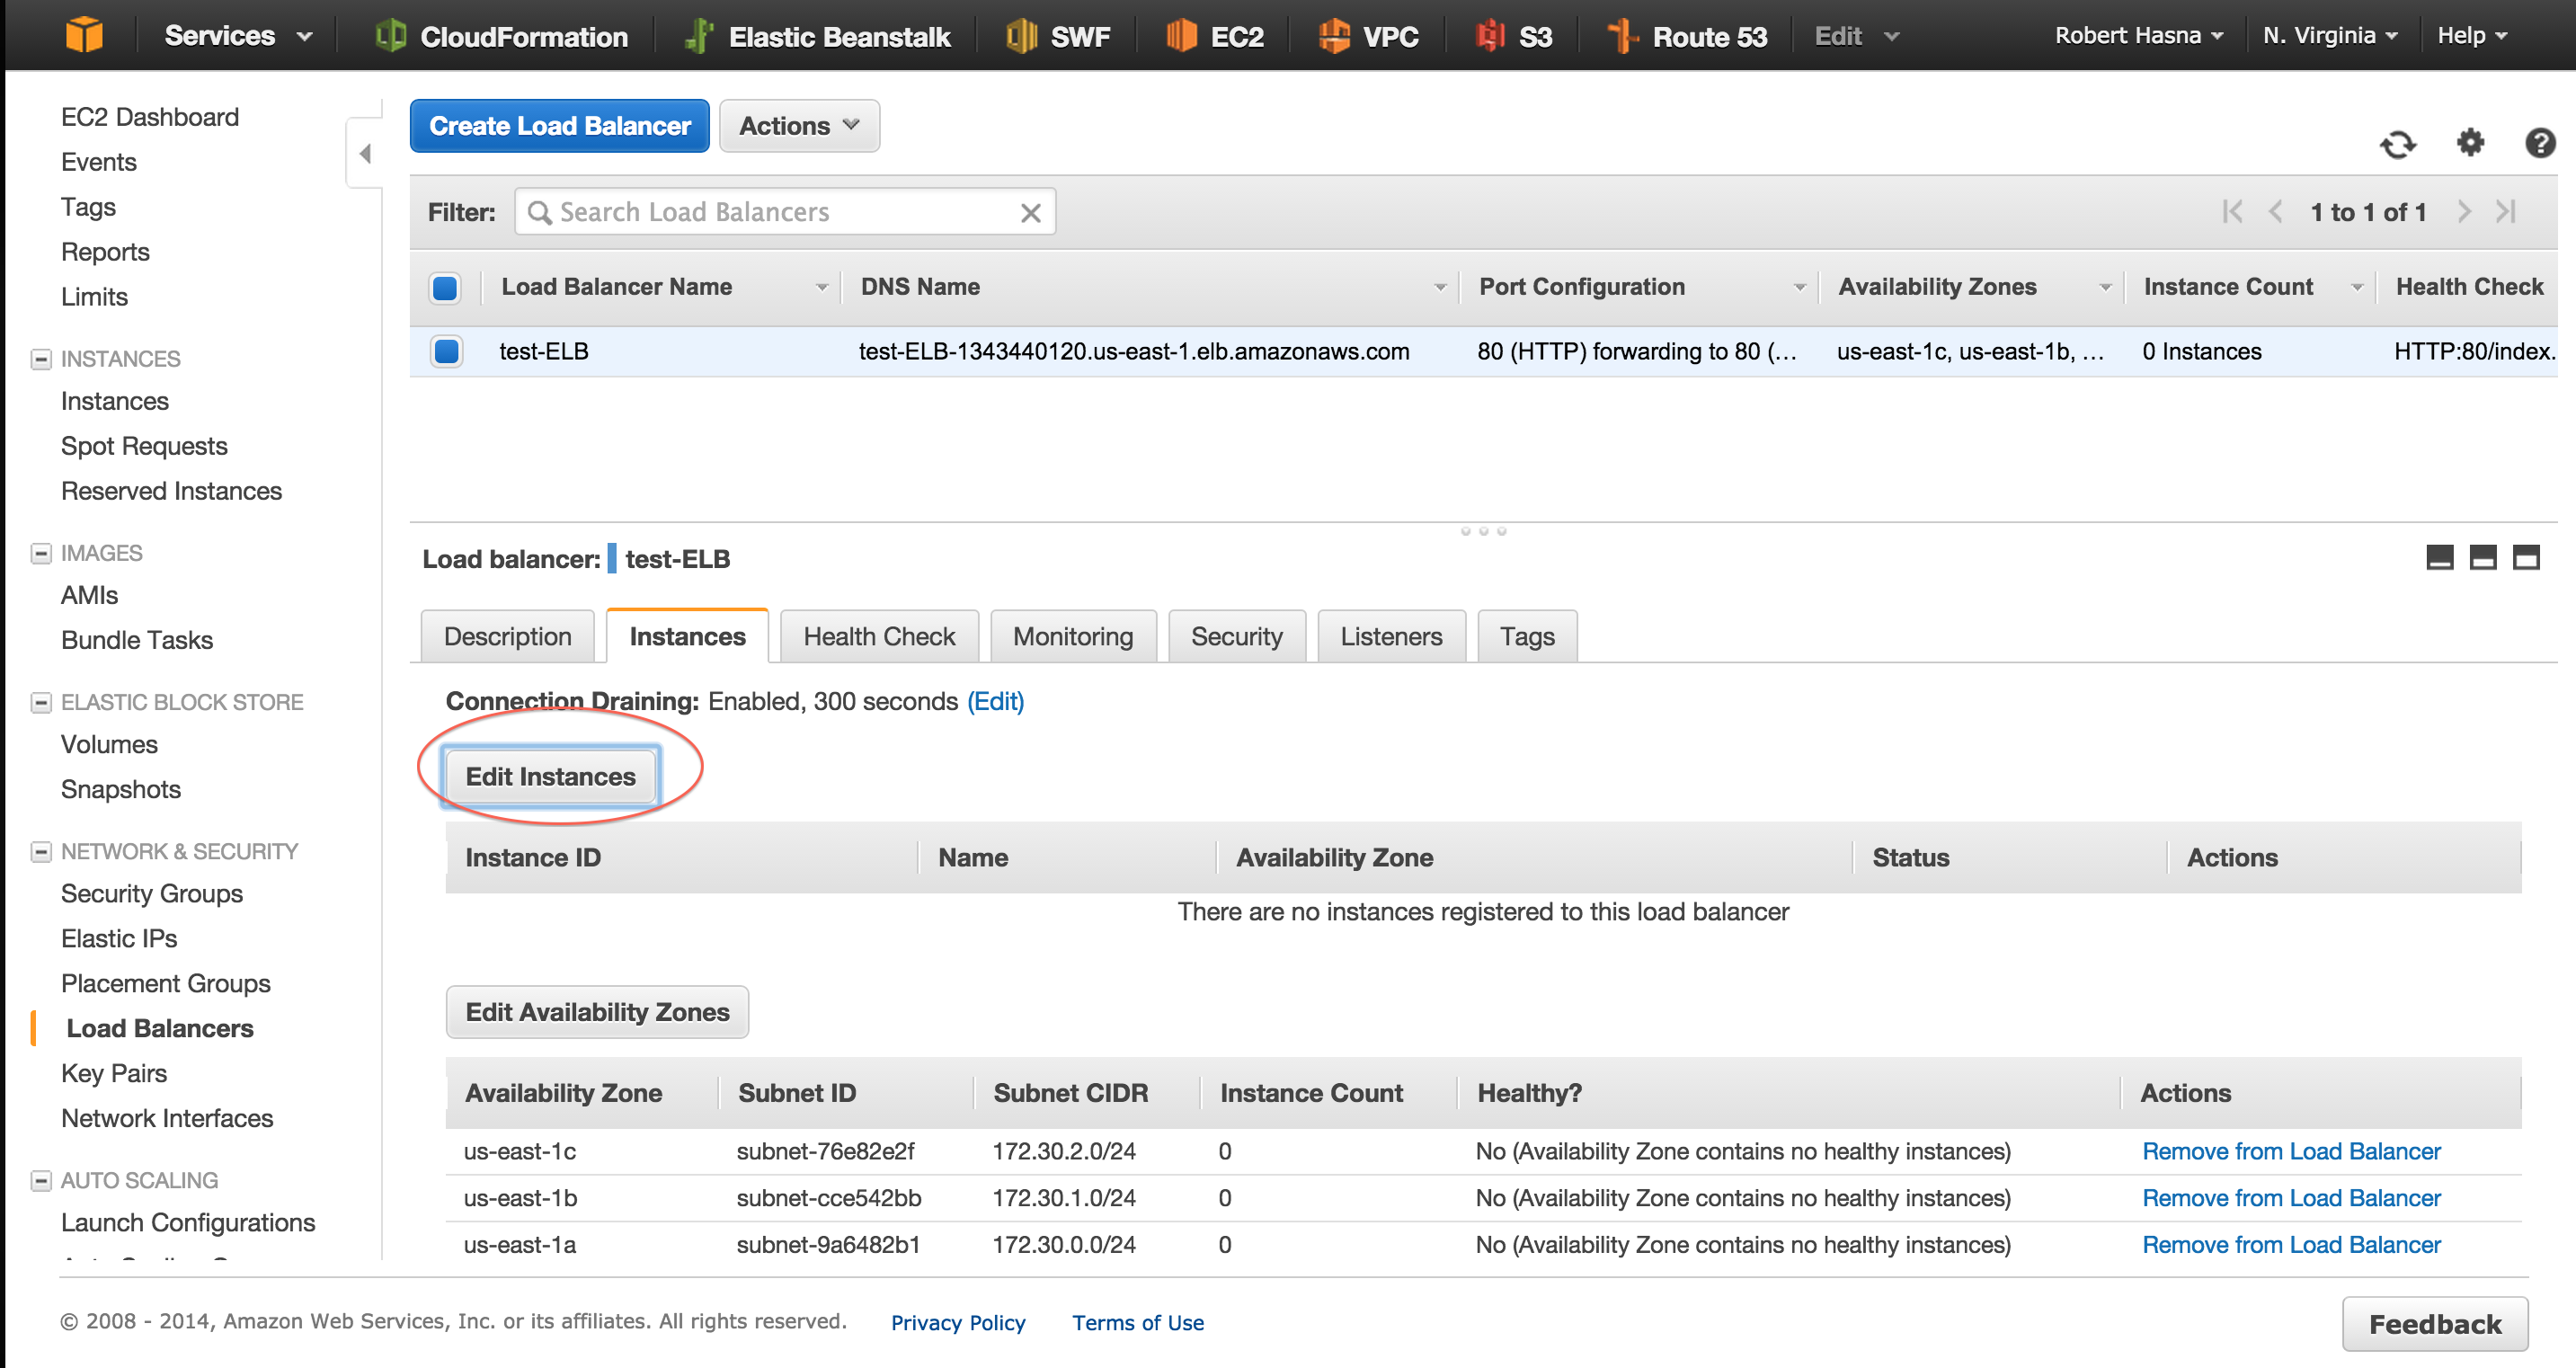 Services CloudFormation Elastic Beanstalk SWF EC2 VPC S3 Route 53 Edit Robert Hasna N. Virginia Help
EC2 Dashboard
Events
Tags
Reports
Limits
INSTANCES
Instances
Spot Requests
Reserved Instances
IMAGES
AMIs
Bundle Tasks
ELASTIC BLOCK STORE
Volumes
Snapshots
NETWORK & SECURITY
Security Groups
Elastic IPs
Placement Groups
Load Balancers
Key Pairs
Network Interfaces
AUTO SCALING
Launch Configurations
Create Load Balancer Actions
Filter: Search Load Balancers 1 to 1 of 1
Load Balancer Name DNS Name Port Configuration Availability Zones Instance Count Health Check
test-ELB test-ELB-1343440120.us-east-1.elb.amazonaws.com 80 (HTTP) forwarding to 80 (... us-east-1c, us-east-1b, ... 0 Instances HTTP:80/index.
Load balancer: test-ELB
Description Instances Health Check Monitoring Security Listeners Tags
Connection Draining: Enabled, 300 seconds (Edit)
Edit Instances
Instance ID Name Availability Zone Status Actions
There are no instances registered to this load balancer
Edit Availability Zones
Availability Zone Subnet ID Subnet CIDR Instance Count Healthy? Actions
us-east-1c subnet-76e82e2f 172.30.2.0/24 0 No (Availability Zone contains no healthy instances) Remove from Load Balancer
us-east-1b subnet-cce542bb 172.30.1.0/24 0 No (Availability Zone contains no healthy instances) Remove from Load Balancer
us-east-1a subnet-9a6482b1 172.30.0.0/24 0 No (Availability Zone contains no healthy instances) Remove from Load Balancer
© 2008 - 2014, Amazon Web Services, Inc. or its affiliates. All rights reserved. Privacy Policy Terms of Use Feedback